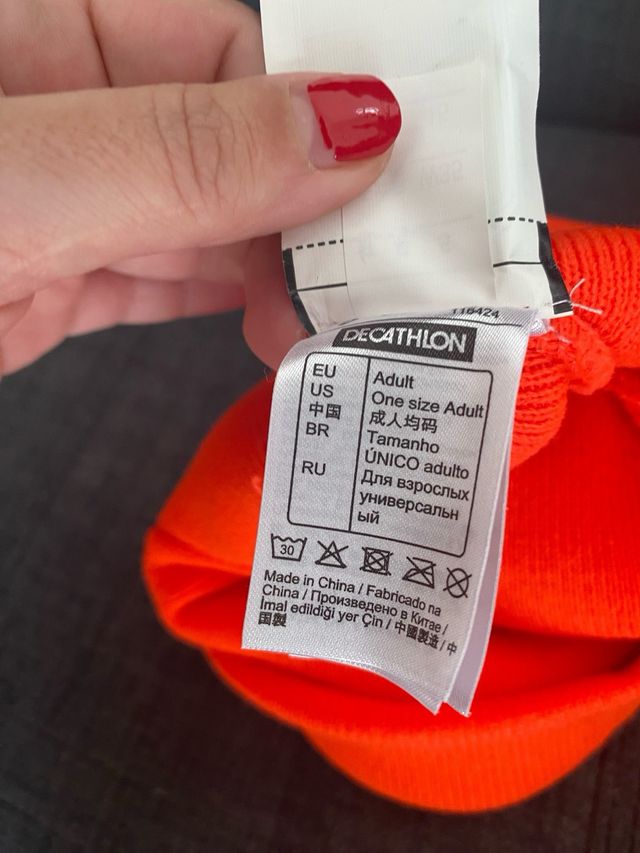 118424
DECATHLON
EU Adult
US One size Adult
中国 成人均码
BR Tamanho
ÚNICO adulto
RU Для взрослых
универсальн
ый
30
Made in China / Fabricado na
China / Произведено в Китае /
İmal edildiği yer Çin / 中國製造 / 中
国製